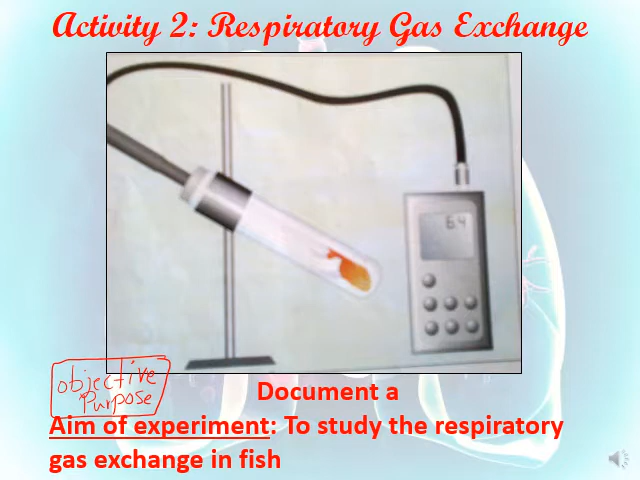 Activity 2: Respiratory Gas Exchange
64
objective
Purpose
Document a
Aim of experiment: To study the respiratory
gas exchange in fish